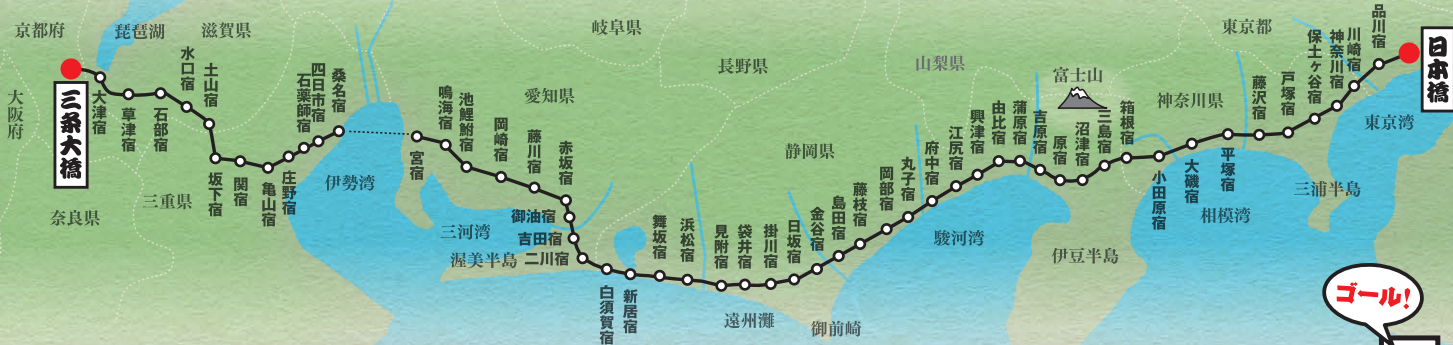 京都府
琵琶湖
滋賀県
岐阜県
長野県
山梨県
東京都
富士山
神奈川県
愛知県
静岡県
大阪府
奈良県
三重県
伊勢湾
三河湾
渥美半島
遠州灘
御前崎
駿河湾
伊豆半島
相模湾
三浦半島
東京湾
日本橋
品川宿
川崎宿
神奈川宿
保土ヶ谷宿
戸塚宿
藤沢宿
平塚宿
大磯宿
小田原宿
箱根宿
三島宿
沼津宿
原宿
吉原宿
蒲原宿
由比宿
興津宿
江尻宿
府中宿
丸子宿
岡部宿
藤枝宿
島田宿
金谷宿
日坂宿
掛川宿
袋井宿
見附宿
浜松宿
舞坂宿
新居宿
白須賀宿
二川宿
吉田宿
御油宿
赤坂宿
藤川宿
岡崎宿
池鯉鮒宿
鳴海宿
宮宿
桑名宿
四日市宿
石薬師宿
庄野宿
亀山宿
関宿
坂下宿
土山宿
水口宿
石部宿
草津宿
大津宿
三条大橋
ゴール!